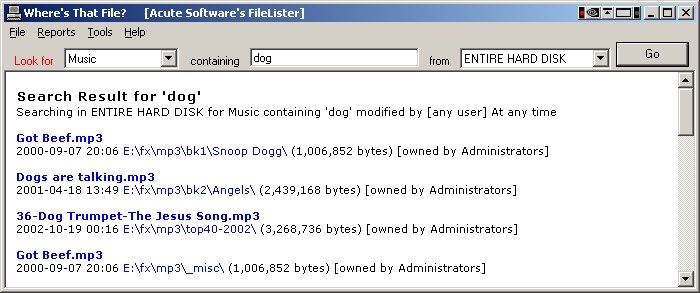 Where's That File? [Acute Software's FileLister]
File Reports Tools Help
Look for Music containing dog from ENTIRE HARD DISK Go
Search Result for 'dog'
Searching in ENTIRE HARD DISK for Music containing 'dog' modified by [any user] At any time
Got Beef.mp3
2000-09-07 20:06 E:\fx\mp3\bk1\Snoop Dogg\ (1,006,852 bytes) [owned by Administrators]
Dogs are talking.mp3
2001-04-18 13:49 E:\fx\mp3\bk2\Angels\ (2,439,168 bytes) [owned by Administrators]
36-Dog Trumpet-The Jesus Song.mp3
2002-10-19 00:16 E:\fx\mp3\top40-2002\ (3,268,736 bytes) [owned by Administrators]
Got Beef.mp3
2000-09-07 20:06 E:\fx\mp3\_misc\ (1,006,852 bytes) [owned by Administrators]